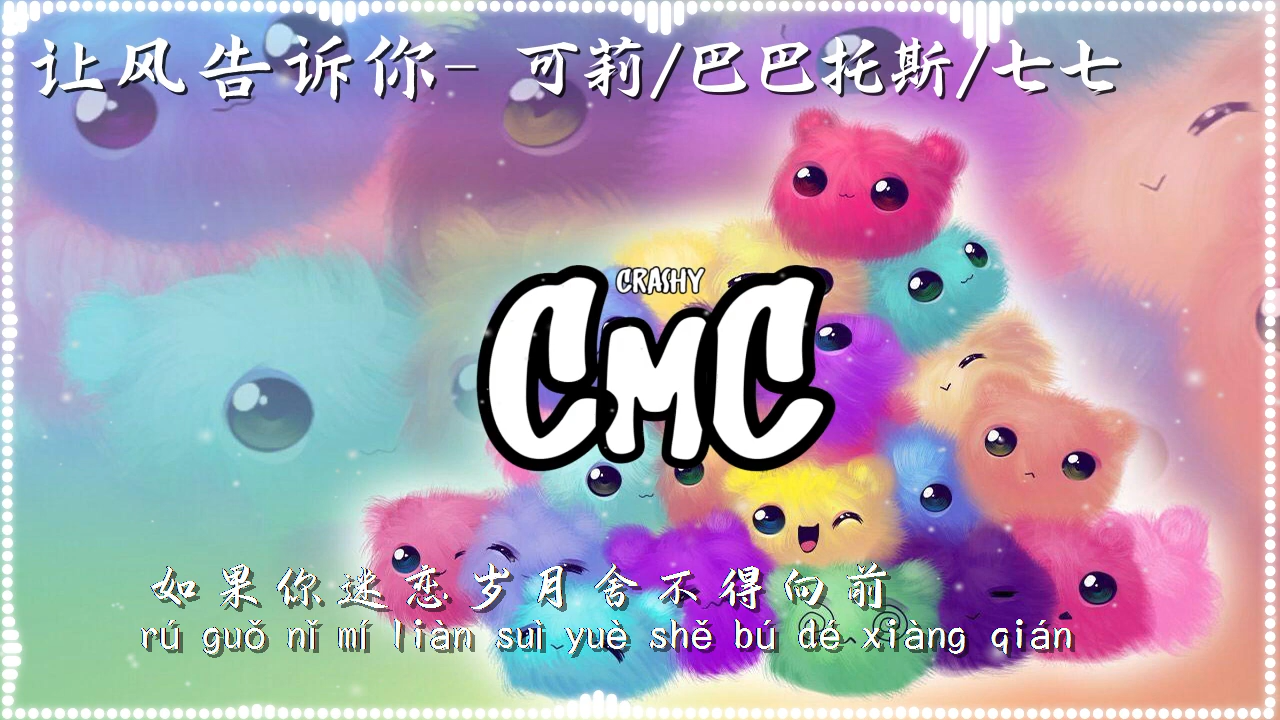 让风告诉你- 可莉/巴巴托斯/七七
CRASHY
CMC
如果你迷恋岁月舍不得向前
rú guǒ nǐ mí liàn suì yuè shě bú dé xiàng qián